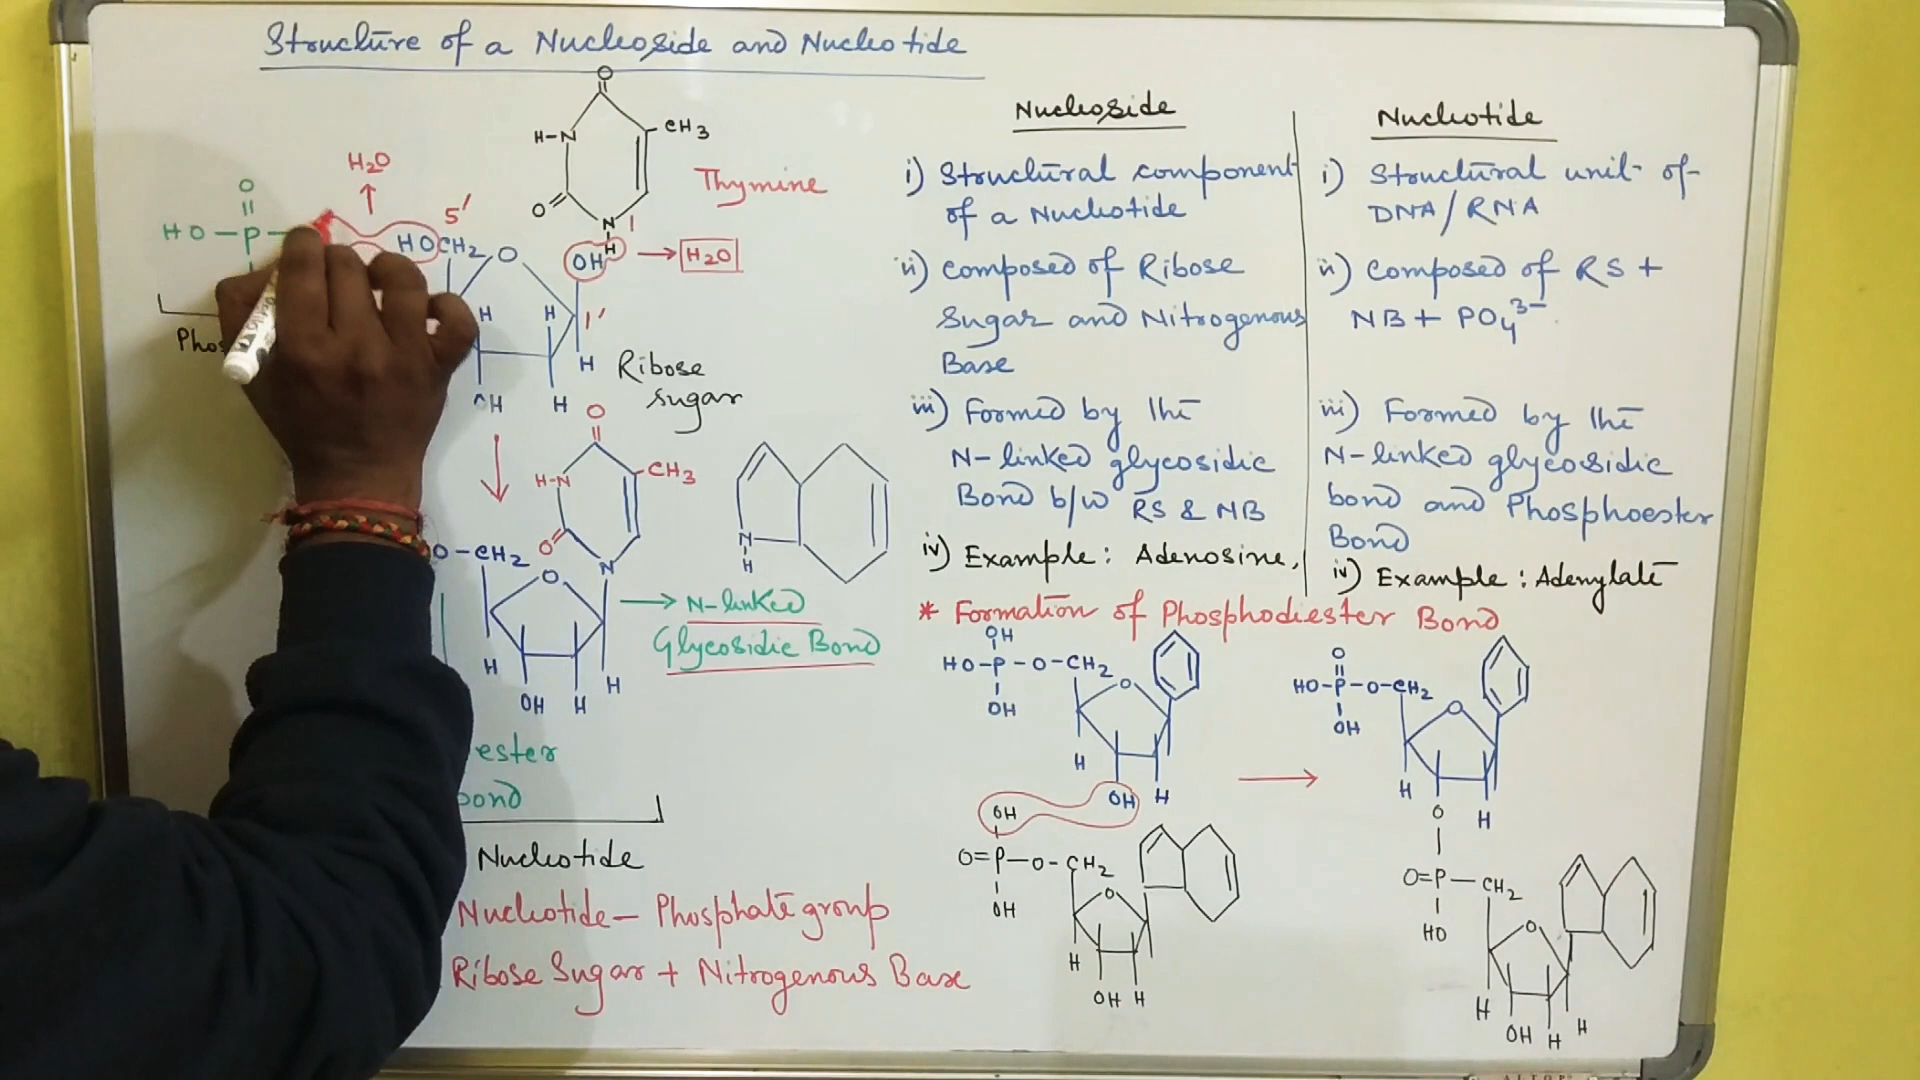 Structure of a Nucleoside and Nucleotide
O
H-N
CH3
O
N
1
H
Thymine
H2O
O
HO-P-
HO CH2
5'
O
OH
H2O
H
H
1'
H
OH
H
Ribose
sugar
O
H-N
CH3
O
N
O-CH2
O
H
OH
H
H
N
H
N-linked
Glycosidic Bond
ester
bond
Nucleotide
Nucleotide- Phosphate group
Ribose Sugar + Nitrogenous Base
Nucleoside
i) Structural component
of a Nucleotide
ii) Composed of Ribose
Sugar and Nitrogenous
Base
iii) Formed by the
N-linked glycosidic
Bond b/w RS & NB
iv) Example: Adenosine,
Nucleotide
i) Structural unit of
DNA/RNA
ii) Composed of RS +
NB + PO4 3-
iii) Formed by the
N-linked glycosidic
bond and Phosphoester
Bond
iv) Example: Adenylate
* Formation of Phosphodiester Bond
OH
HO-P-O-CH2
OH
O
H
OH
H
OH
O=P-O-CH2
OH
O
H
OH H
O
HO-P-O-CH2
OH
O
H
O
H
O=P-CH2
HO
O
H
OH H
H